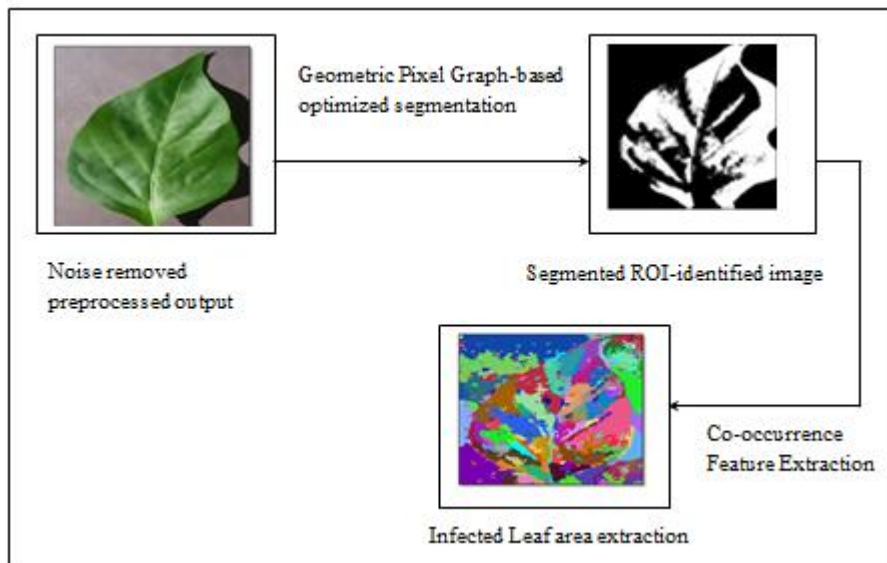 Geometric Pixel Graph-based
optimized segmentation
Noise removed
preprocessed output
Segmented ROI-identified image
Co-occurrence
Feature Extraction
Infected Leaf area extraction